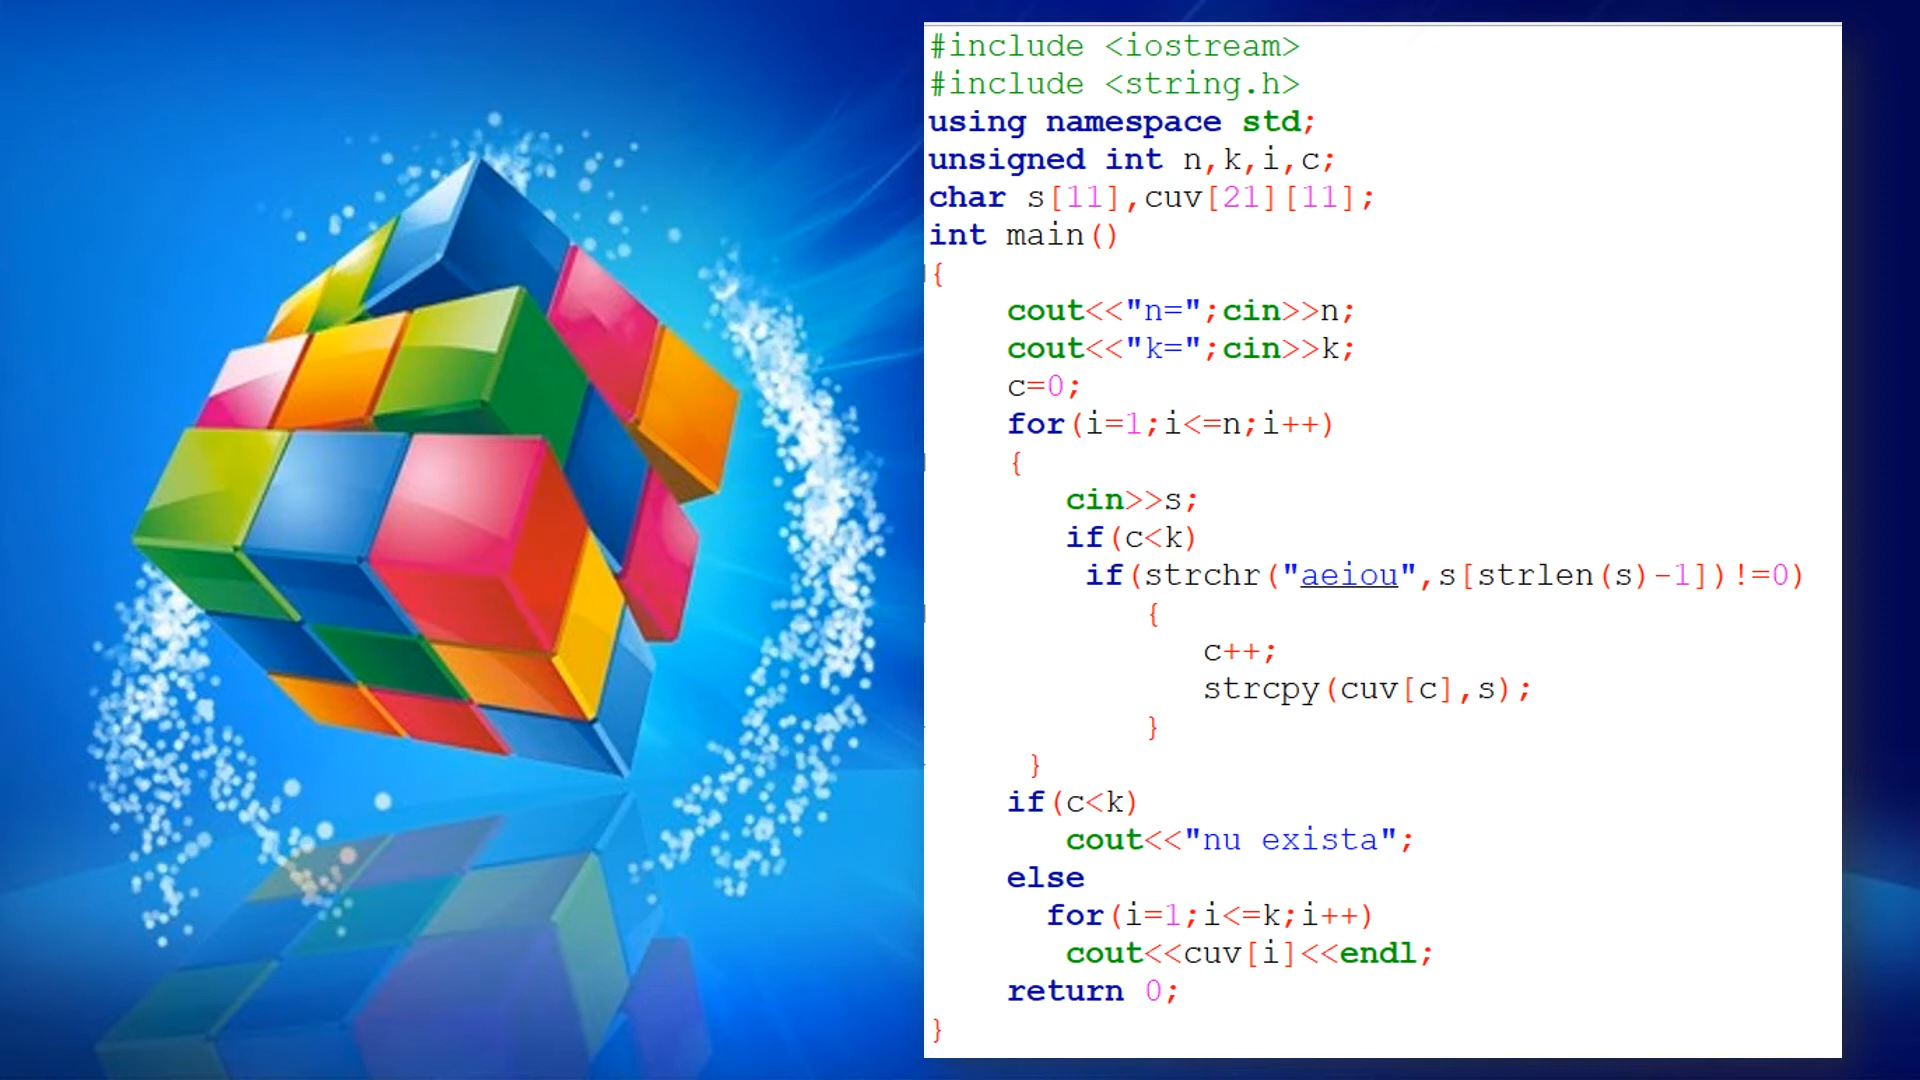 #include <iostream>
#include <string.h>
using namespace std;
unsigned int n,k,i,c;
char s[11],cuv[21][11];
int main()
{
cout<<"n=";cin>>n;
cout<<"k=";cin>>k;
c=0;
for(i=1;i<=n;i++)
{
cin>>s;
if(c<k)
if(strchr("aeiou",s[strlen(s)-1])!=0)
{
c++;
strcpy(cuv[c],s);
}
}
if(c<k)
cout<<"nu exista";
else
for(i=1;i<=k;i++)
cout<<cuv[i]<<endl;
return 0;
}